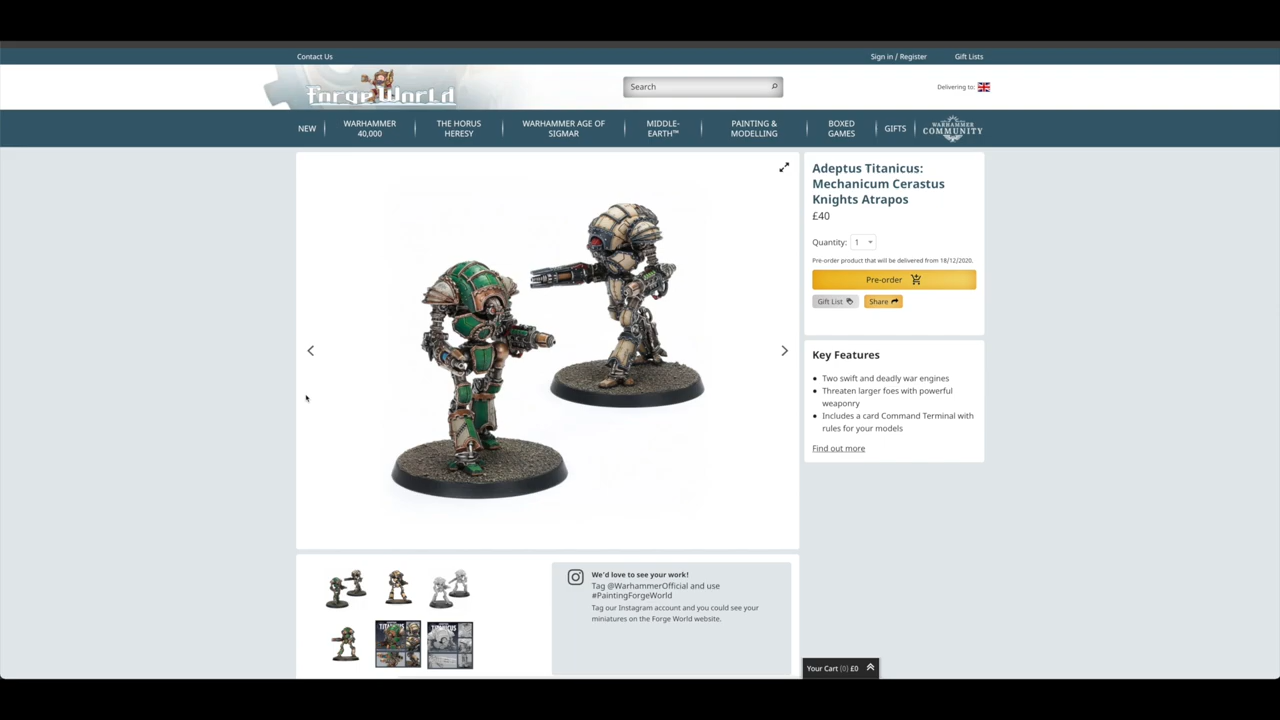 Contact Us
Sign in / Register
Gift Lists
Forge World
Search
Delivering to:
NEW
WARHAMMER
40,000
THE HORUS
HERESY
WARHAMMER AGE OF
SIGMAR
MIDDLE-
EARTH™
PAINTING &
MODELLING
BOXED
GAMES
GIFTS
WARHAMMER
COMMUNITY
Adeptus Titanicus:
Mechanicum Cerastus
Knights Atrapos
£40
Quantity: 1
Pre-order product that will be delivered from 18/12/2020.
Pre-order
Gift List
Share
Key Features
Two swift and deadly war engines
Threaten larger foes with powerful
weaponry
Includes a card Command Terminal with
rules for your models
Find out more
We'd love to see your work!
Tag @WarhammerOfficial and use
#PaintingForgeWorld
Tag our Instagram account and you could see your
miniatures on the Forge World website.
TITANICUS
TITANICUS
Your Cart (0) £0